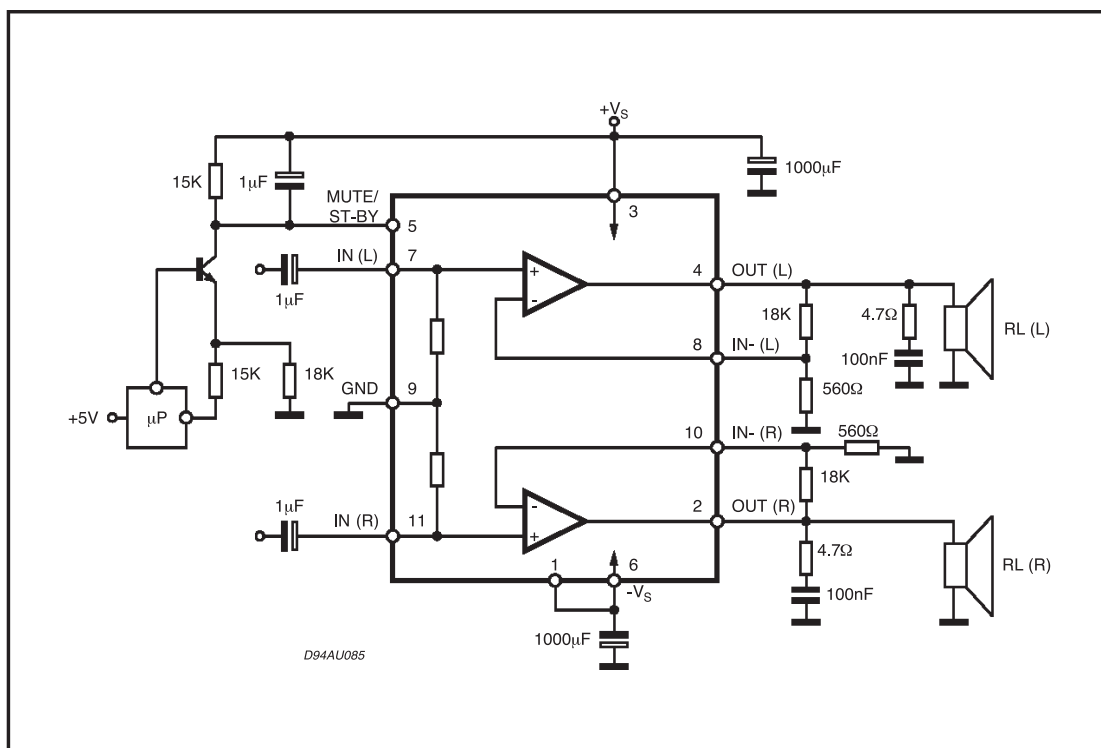 +VS
15K
1µF
1000µF
MUTE/
ST-BY
5
3
IN (L)
7
1µF
4
OUT (L)
18K
4.7Ω
RL (L)
8
IN- (L)
100nF
15K
18K
GND
9
560Ω
+5V
µP
10
IN- (R)
560Ω
18K
1µF
IN (R)
11
2
OUT (R)
4.7Ω
RL (R)
1
6
-VS
100nF
1000µF
D94AU085
+
-
-
+